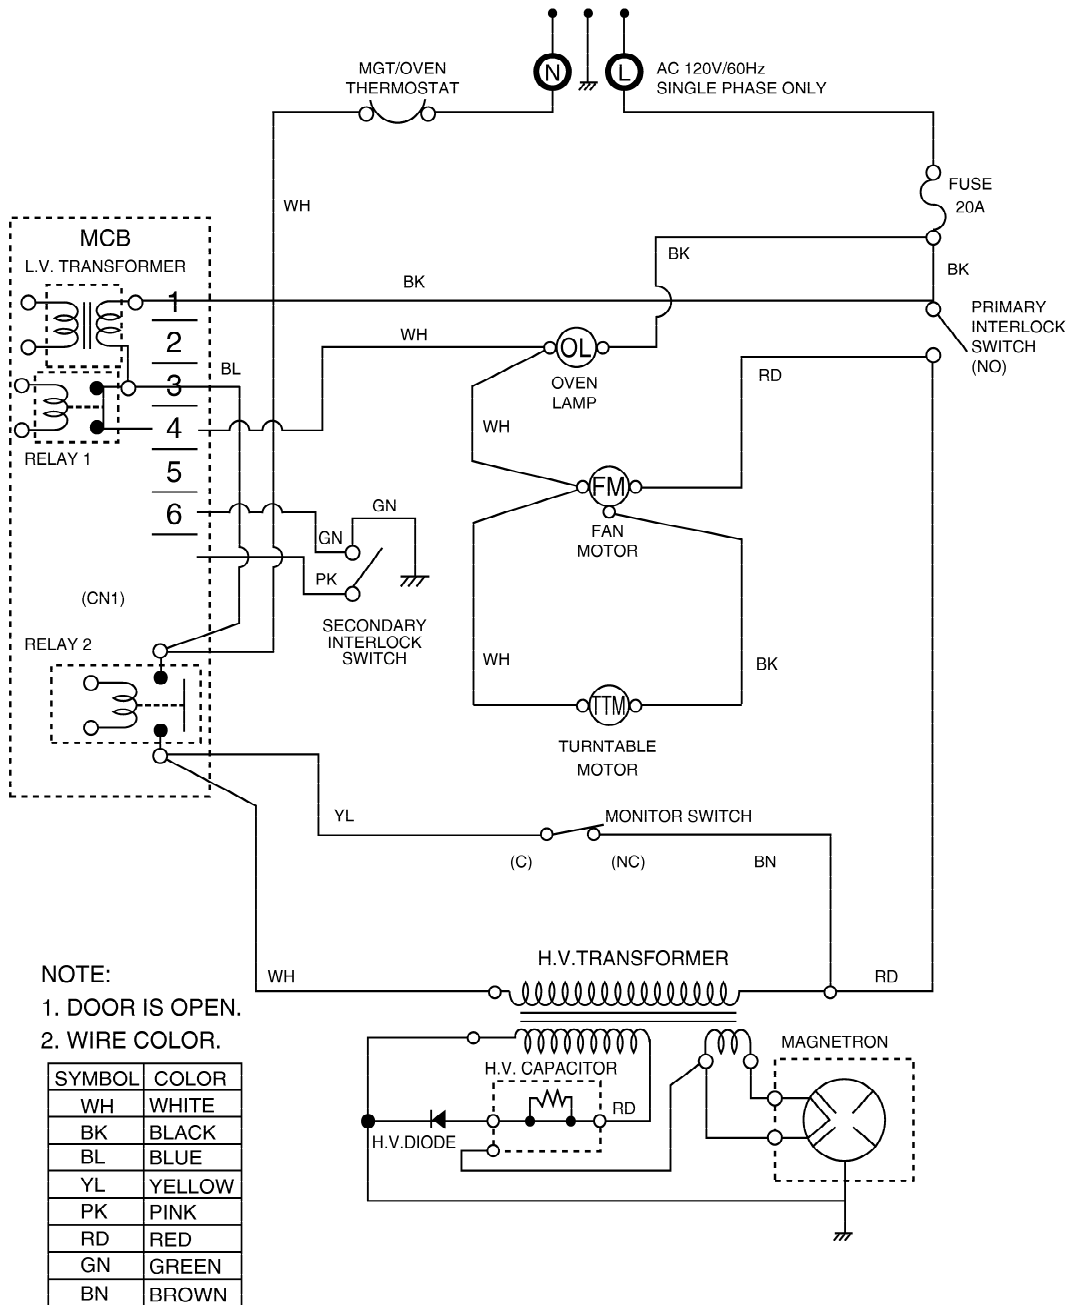 MGT/OVEN
THERMOSTAT
N
L
AC 120V/60Hz
SINGLE PHASE ONLY
FUSE
20A
WH
MCB
L.V. TRANSFORMER
BK
BK
BK
PRIMARY
INTERLOCK
SWITCH
(NO)
1
2
3
4
5
6
WH
OL
OVEN
LAMP
BL
RD
WH
RELAY 1
FM
FAN
MOTOR
GN
GN
PK
SECONDARY
INTERLOCK
SWITCH
(CN1)
RELAY 2
WH
BK
TTM
TURNTABLE
MOTOR
YL
MONITOR SWITCH
(C)
(NC)
BN
H.V.TRANSFORMER
WH
RD
NOTE:
1. DOOR IS OPEN.
2. WIRE COLOR.
MAGNETRON
H.V. CAPACITOR
RD
H.V.DIODE
SYMBOL COLOR
WH WHITE
BK BLACK
BL BLUE
YL YELLOW
PK PINK
RD RED
GN GREEN
BN BROWN